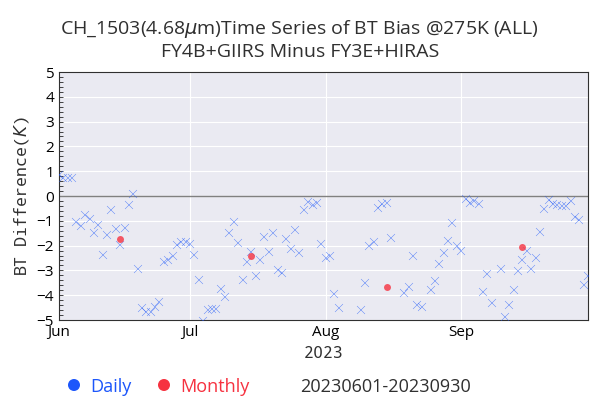 CH_1503(4.68μm)Time Series of BT Bias @275K (ALL)
FY4B+GIIRS Minus FY3E+HIRAS
BT Difference(K)
5
4
3
2
1
0
−1
−2
−3
−4
−5
Jun Jul Aug Sep
2023
Daily Monthly 20230601-20230930